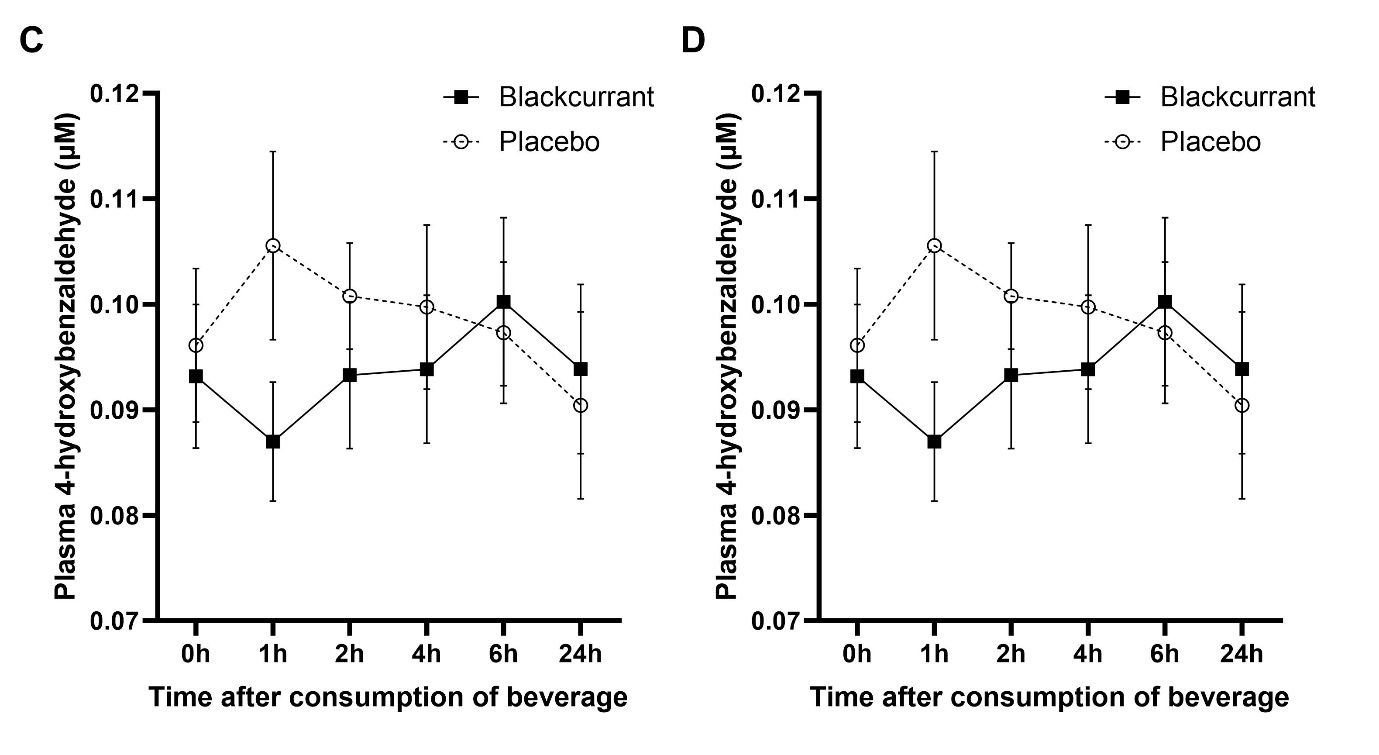 C
Plasma 4-hydroxybenzaldehyde (μM)
0.12
0.11
0.10
0.09
0.08
0.07
Blackcurrant
Placebo
0h 1h 2h 4h 6h 24h
Time after consumption of beverage
D
Plasma 4-hydroxybenzaldehyde (μM)
0.12
0.11
0.10
0.09
0.08
0.07
Blackcurrant
Placebo
0h 1h 2h 4h 6h 24h
Time after consumption of beverage